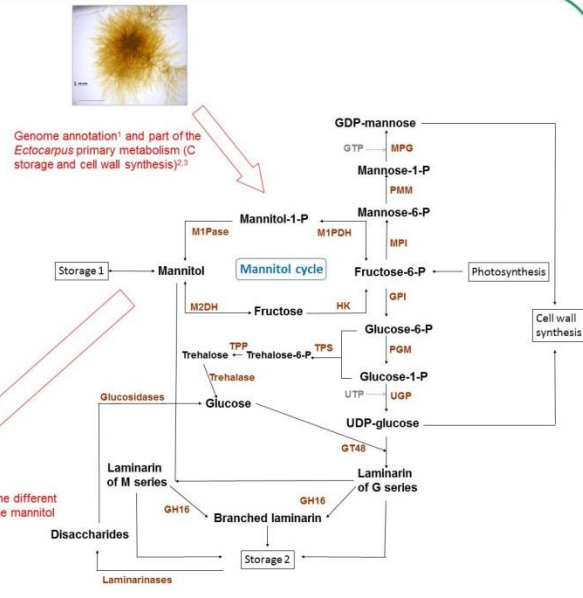 1 mm
Genome annotation¹ and part of the
Ectocarpus primary metabolism (C
storage and cell wall synthesis)²,³
GDP-mannose
GTP
MPG
Mannose-1-P
PMM
Mannose-6-P
Mannitol-1-P
M1Pase
M1PDH
MPI
Storage 1
Mannitol
Mannitol cycle
Fructose-6-P
Photosynthesis
M2DH
Fructose
HK
GPI
Cell wall
synthesis
Glucose-6-P
TPP
TPS
Trehalose
Trehalose-6-P
PGM
Trehalase
Glucose-1-P
Glucosidases
Glucose
UTP
UGP
UDP-glucose
GT48
Laminarin
of M series
Laminarin
of G series
ne different
e mannitol
GH16
GH16
Branched laminarin
Disaccharides
Storage 2
Laminarinases